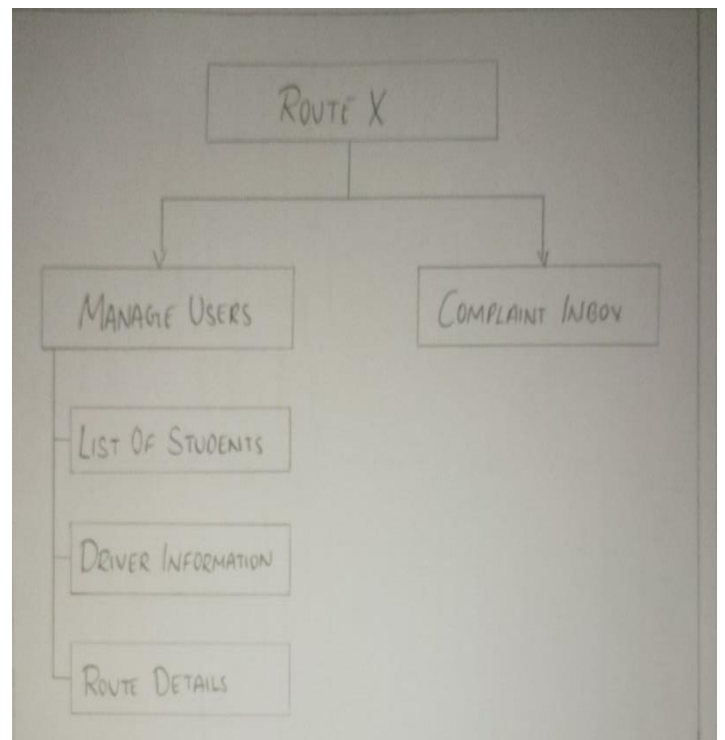 ROUTE X
MANAGE USERS
COMPLAINT INBOX
LIST OF STUDENTS
DRIVER INFORMATION
ROUTE DETAILS